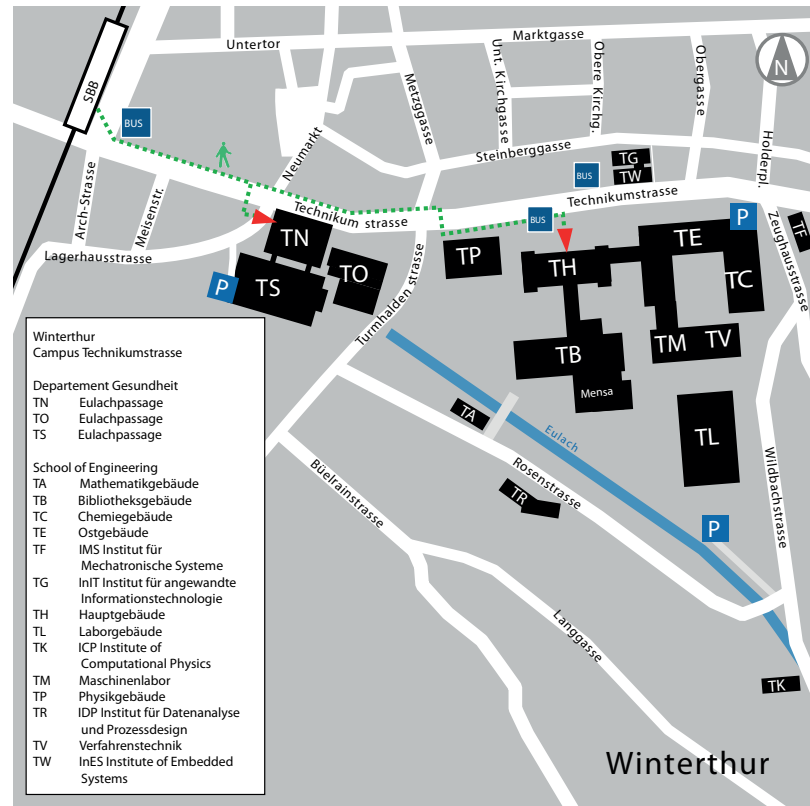 Marktgasse
Untertor
N
SBB
BUS
Metzggasse
Unt. Kirchgasse
Obere Kirchg.
Obergasse
Holderpl.
Neumarkt
Steinberggasse
TG
TW
BUS
Arch-Strasse
Meisenstr.
Technikum strasse
Technikumstrasse
BUS
P
TF
Zeughausstrasse
Lagerhausstrasse
TN
TO
TS
P
TP
TH
TE
TC
Turmhalden strasse
TB
Mensa
TM
TV
TA
TL
Eulach
Rosenstrasse
TR
P
Wildbachstrasse
Büelrainstrasse
Langgasse
TK
Winterthur
Winterthur
Campus Technikumstrasse
Departement Gesundheit
TN Eulachpassage
TO Eulachpassage
TS Eulachpassage
School of Engineering
TA Mathematikgebäude
TB Bibliotheksgebäude
TC Chemiegebäude
TE Ostgebäude
TF IMS Institut für
Mechatronische Systeme
TG InIT Institut für angewandte
Informationstechnologie
TH Hauptgebäude
TL Laborgebäude
TK ICP Institute of
Computational Physics
TM Maschinenlabor
TP Physikgebäude
TR IDP Institut für Datenanalyse
und Prozessdesign
TV Verfahrenstechnik
TW InES Institute of Embedded
Systems